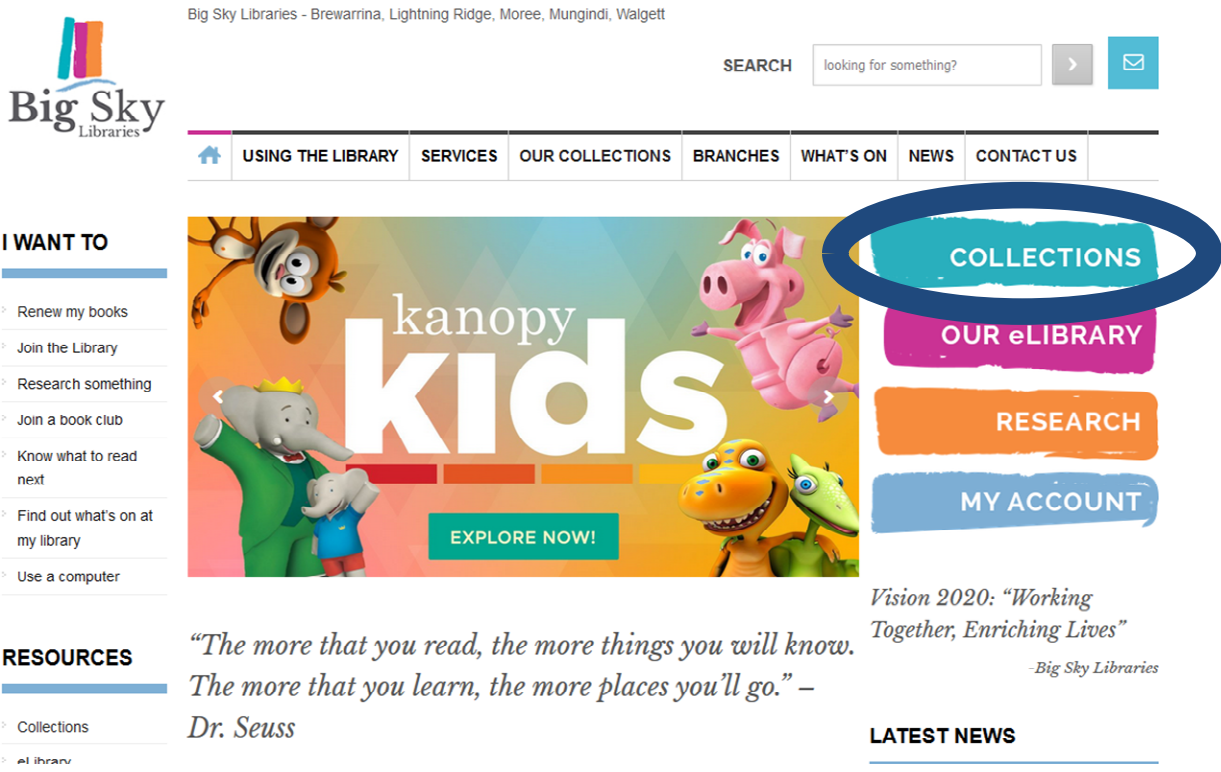 Big Sky Libraries - Brewarrina, Lightning Ridge, Moree, Mungindi, Walgett
Big Sky
Libraries
SEARCH
looking for something?
USING THE LIBRARY
SERVICES
OUR COLLECTIONS
BRANCHES
WHAT'S ON
NEWS
CONTACT US
I WANT TO
Renew my books
Join the Library
Research something
Join a book club
Know what to read
next
Find out what's on at
my library
Use a computer
RESOURCES
Collections
eLibrary
kanopy
kids
EXPLORE NOW!
“The more that you read, the more things you will know.
The more that you learn, the more places you’ll go.” –
Dr. Seuss
COLLECTIONS
OUR eLIBRARY
RESEARCH
MY ACCOUNT
Vision 2020: “Working
Together, Enriching Lives”
-Big Sky Libraries
LATEST NEWS